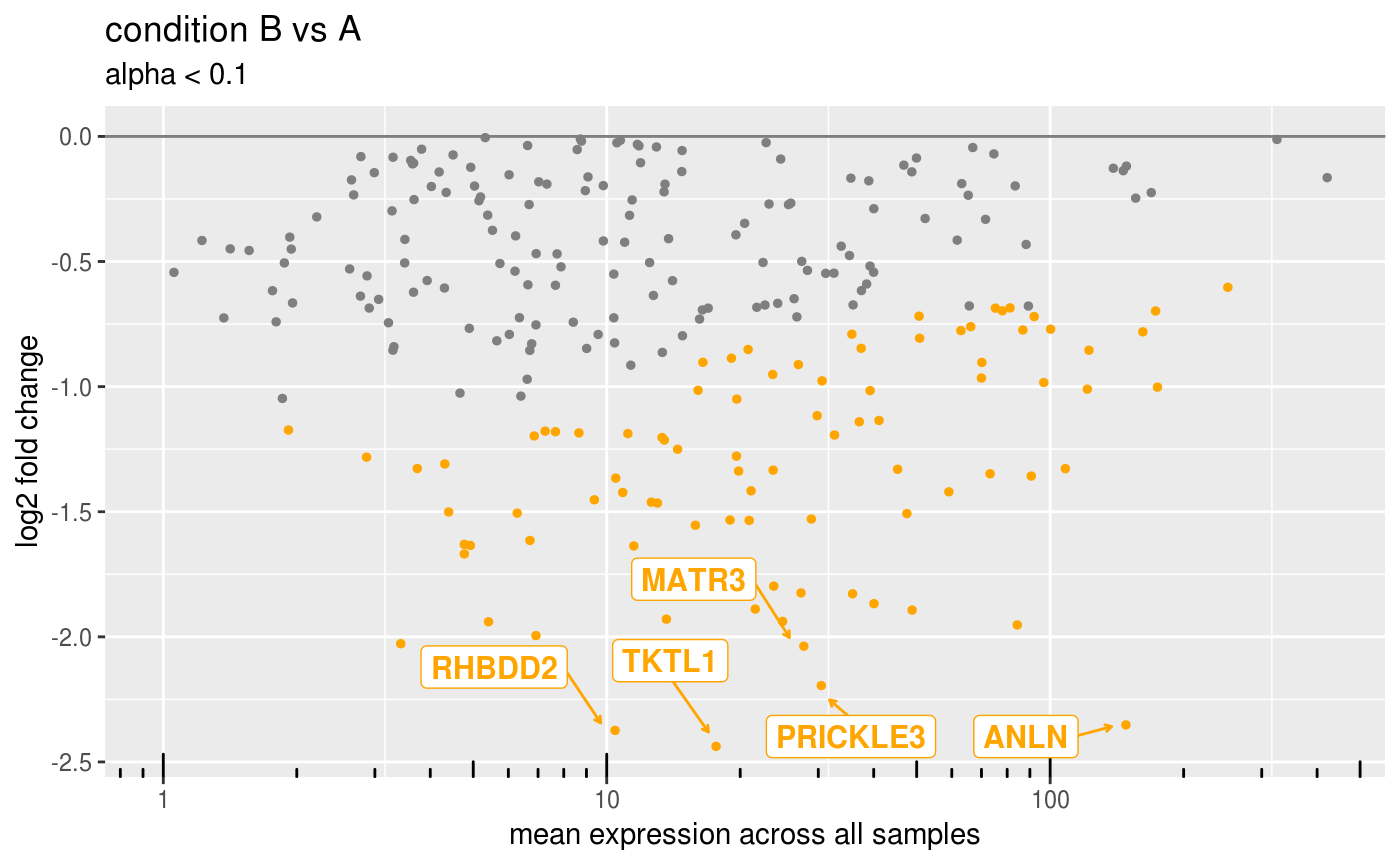 condition B vs A
alpha < 0.1
log2 fold change
0.0
-0.5
-1.0
-1.5
-2.0
-2.5
MATR3
RHBDD2
TKTL1
PRICKLE3
ANLN
1
10
100
mean expression across all samples